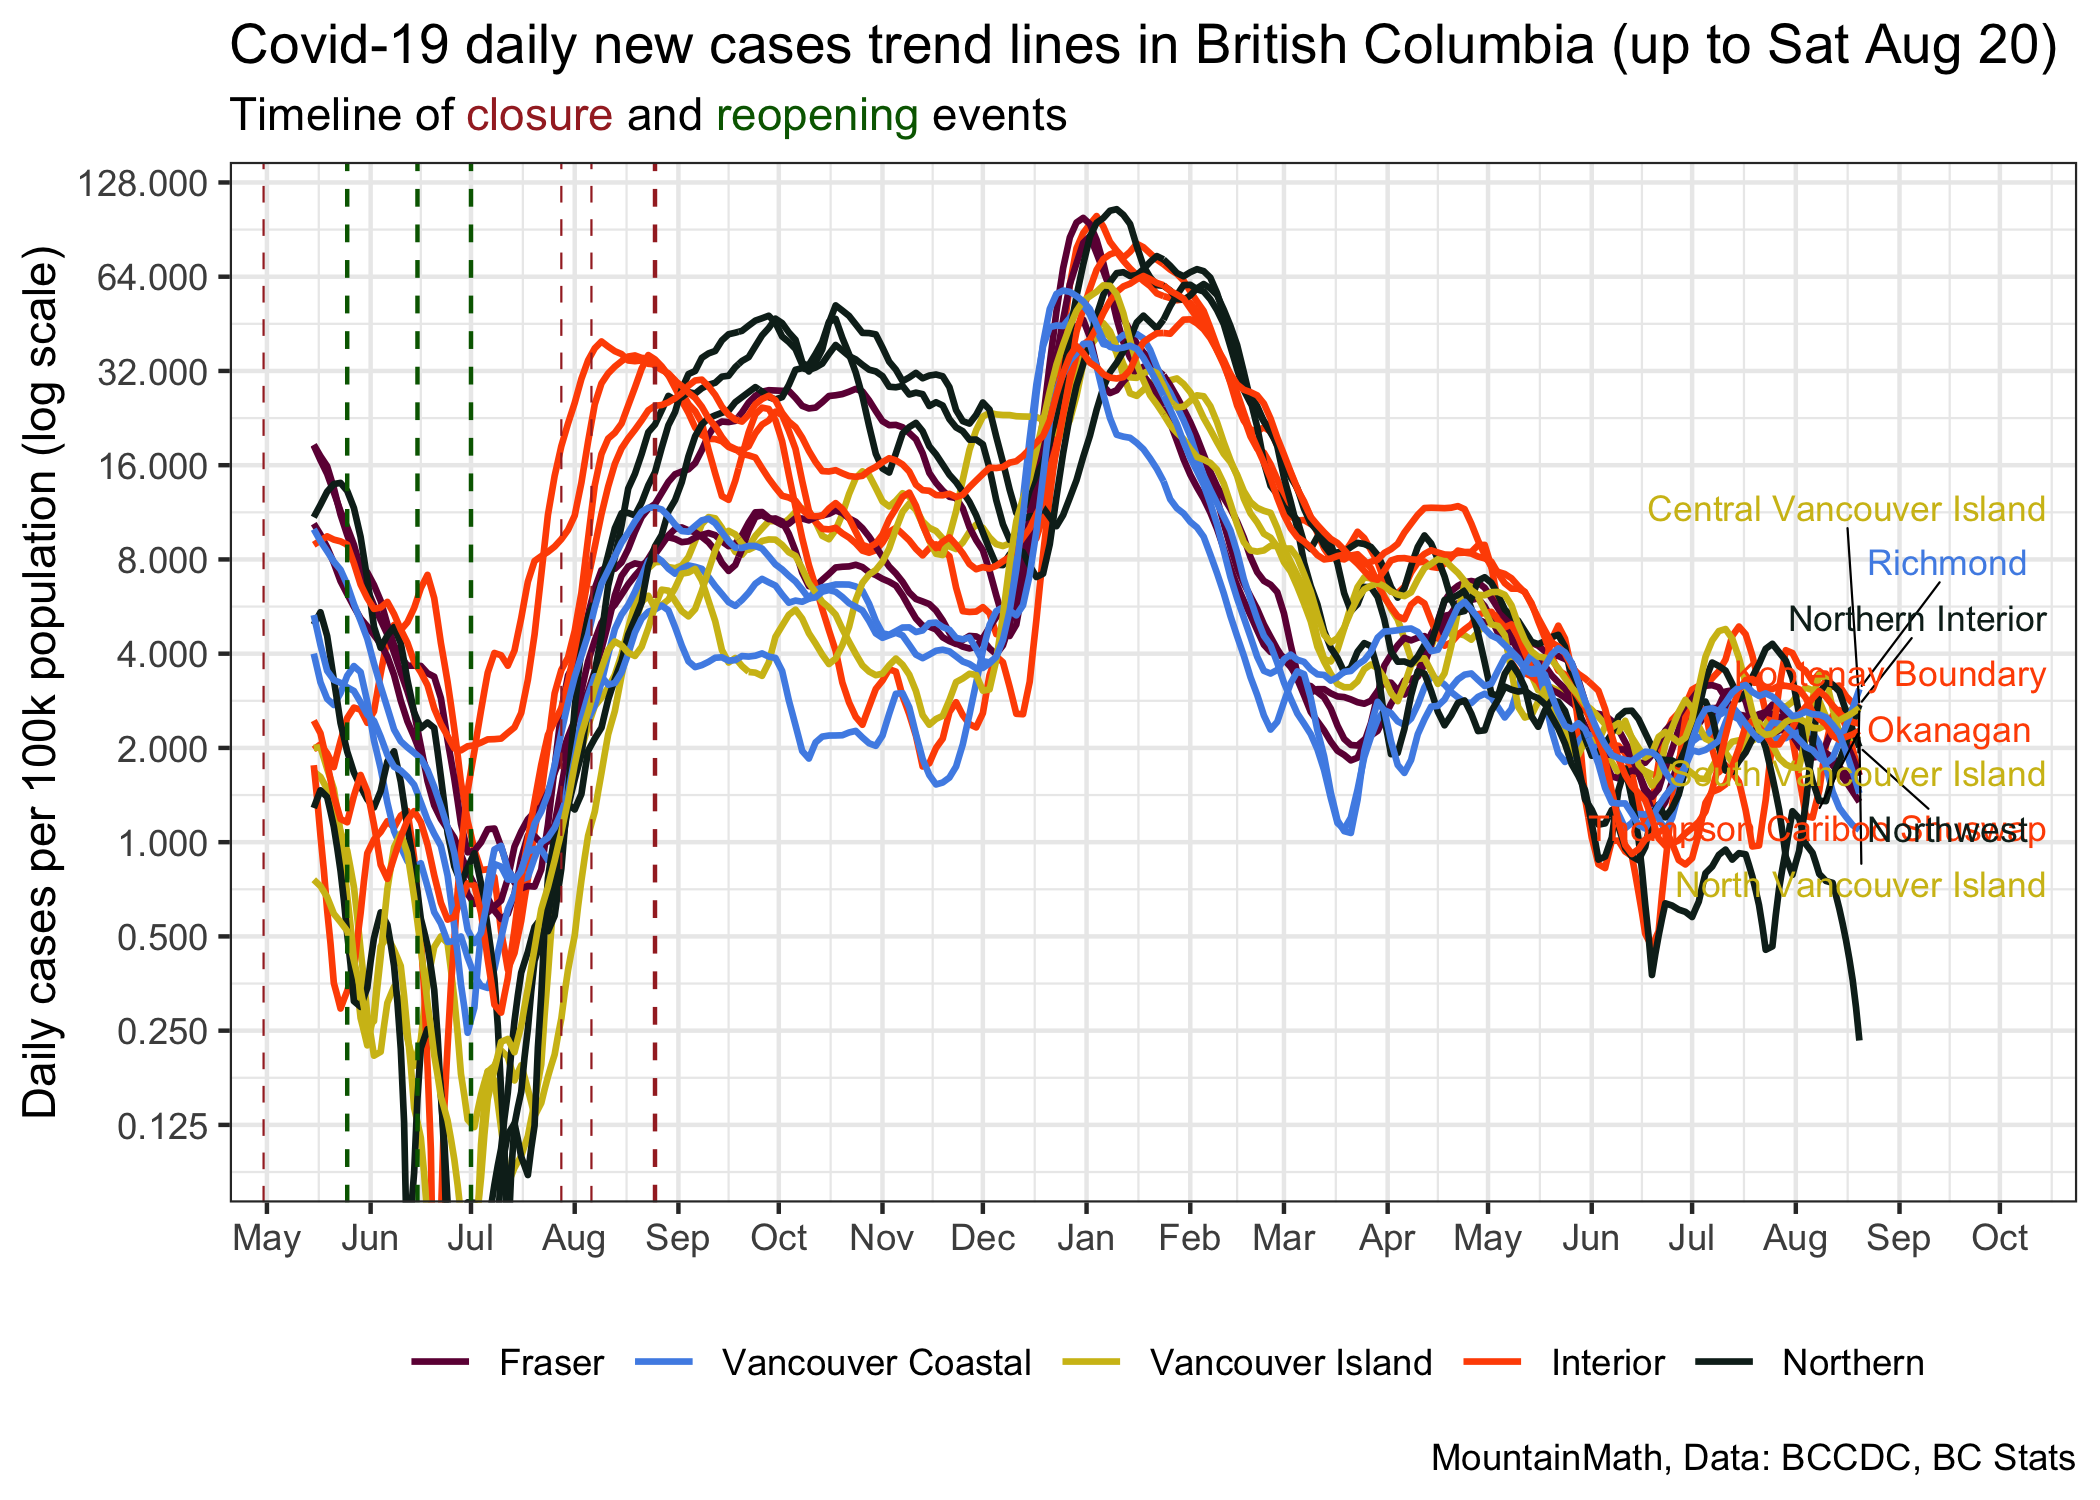 Covid-19 daily new cases trend lines in British Columbia (up to Sat Aug 20)
Timeline of closure and reopening events
Daily cases per 100k population (log scale)
128.000
64.000
32.000
16.000
8.000
4.000
2.000
1.000
0.500
0.250
0.125
Central Vancouver Island
Richmond
Northern Interior
Kootenay Boundary
Okanagan
South Vancouver Island
Thompson Cariboo Shuswap
Northwest
North Vancouver Island
May Jun Jul Aug Sep Oct Nov Dec Jan Feb Mar Apr May Jun Jul Aug Sep Oct
Fraser Vancouver Coastal Vancouver Island Interior Northern
MountainMath, Data: BCCDC, BC Stats